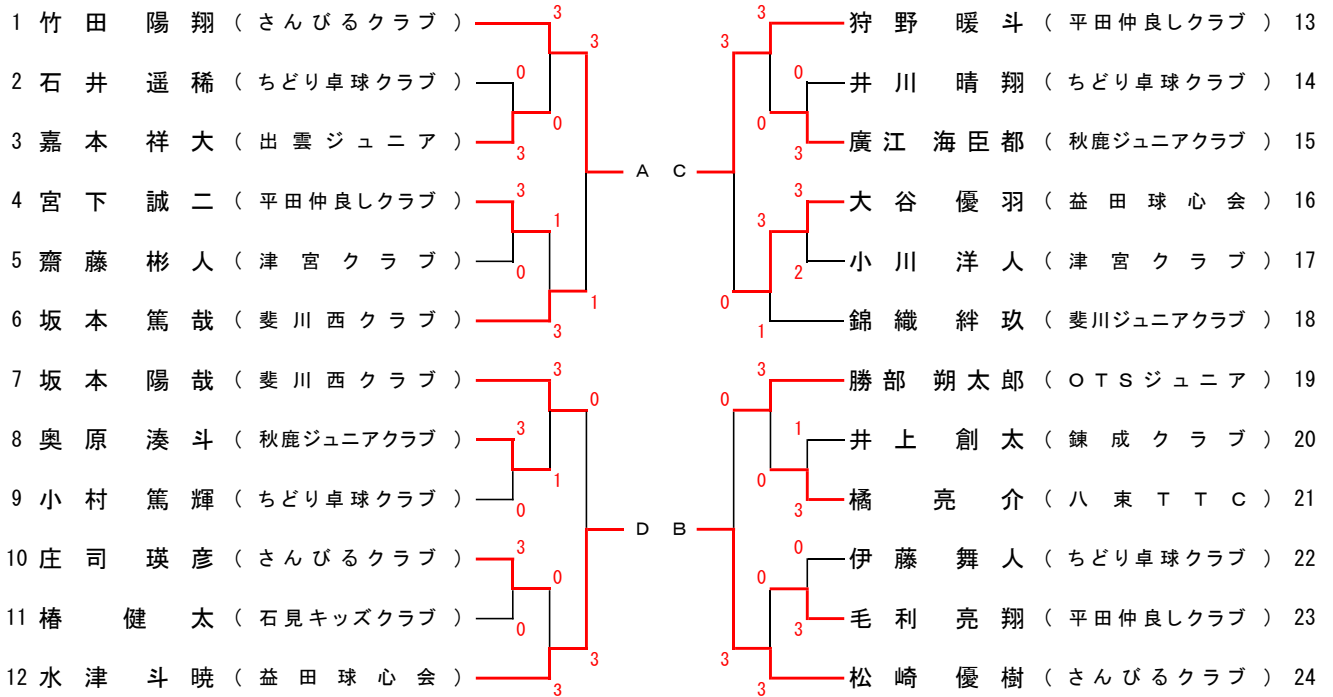 1 竹田 陽翔 (さんびるクラブ)
2 石井 遥稀 (ちどり卓球クラブ)
3 嘉本 祥大 (出雲ジュニア)
4 宮下 誠二 (平田仲良しクラブ)
5 齋藤 彬人 (津宮クラブ)
6 坂本 篤哉 (斐川西クラブ)
7 坂本 陽哉 (斐川西クラブ)
8 奥原 湊斗 (秋鹿ジュニアクラブ)
9 小村 篤輝 (ちどり卓球クラブ)
10 庄司 瑛彦 (さんびるクラブ)
11 椿 健太 (石見キッズクラブ)
12 水津 斗暁 (益田球心会)
3
3
0
0
3
3
1
0
1
3
3
0
3
1
0
3
0
0
3
3
A C
D B
3
3
0
0
3
3
3
2
0
1
3
0
1
0
3
0
0
3
3
3
狩野 暖斗 (平田仲良しクラブ) 13
井川 晴翔 (ちどり卓球クラブ) 14
廣江 海臣都 (秋鹿ジュニアクラブ) 15
大谷 優羽 (益田球心会) 16
小川 洋人 (津宮クラブ) 17
錦織 絆玖 (斐川ジュニアクラブ) 18
勝部 朔太郎 (OTSジュニア) 19
井上 創太 (錬成クラブ) 20
橘 亮介 (八束TTC) 21
伊藤 舞人 (ちどり卓球クラブ) 22
毛利 亮翔 (平田仲良しクラブ) 23
松崎 優樹 (さんびるクラブ) 24